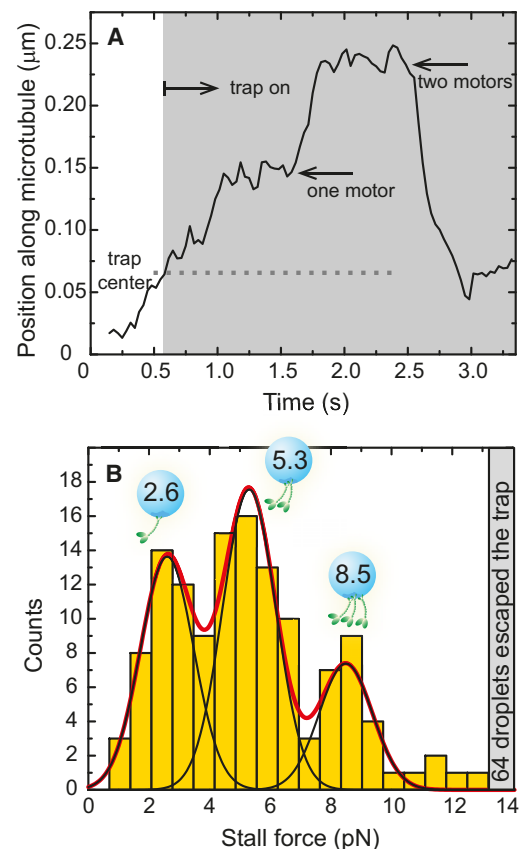 A
Position along microtubule (μm)
0.25
0.20
0.15
0.10
0.05
0
trap on
two motors
one motor
trap
center
0 0.5 1.0 1.5 2.0 2.5 3.0
Time (s)
B
2.6
5.3
8.5
Counts
18
16
14
12
10
8
6
4
2
0
64 droplets escaped the trap
0 2 4 6 8 10 12 14
Stall force (pN)